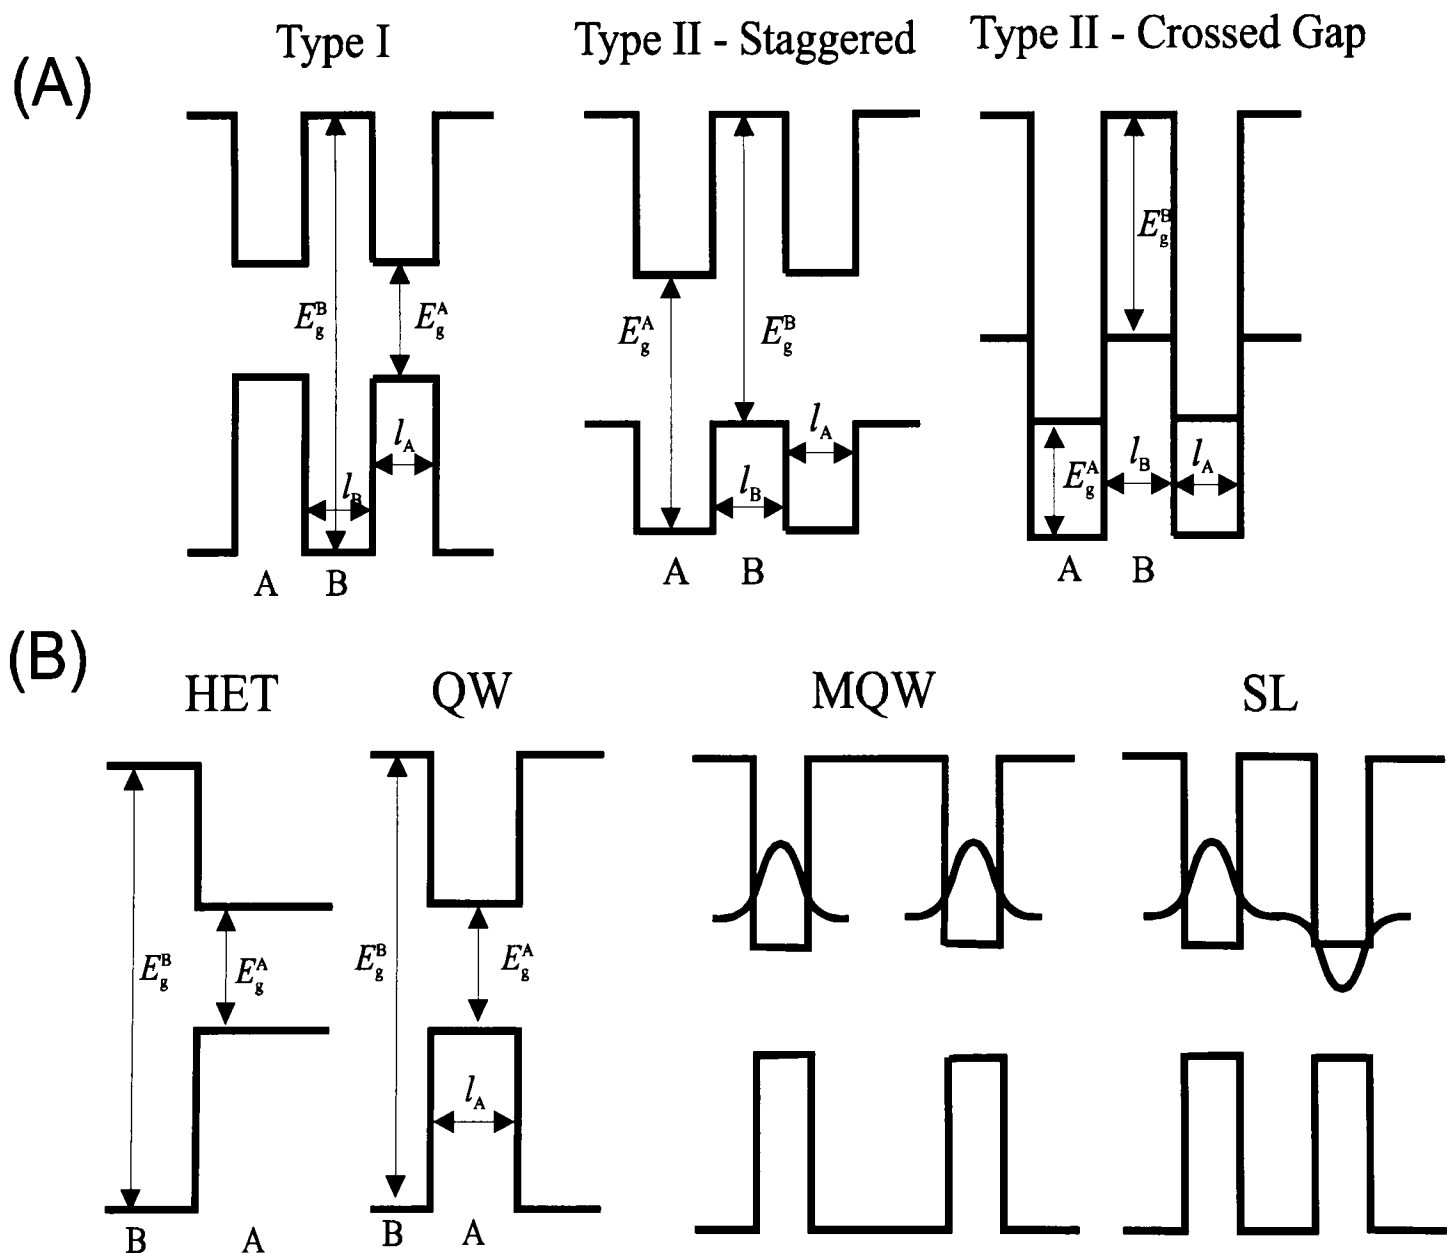 Type I
Type II - Staggered
Type II - Crossed Gap
(A)
E_g^B
E_g^A
l_A
l_B
A B
E_g^A
E_g^B
l_A
l_B
A B
E_g^B
E_g^A
l_B
l_A
A B
(B)
HET
QW
MQW
SL
E_g^B
E_g^A
B A
E_g^B
E_g^A
l_A
B A